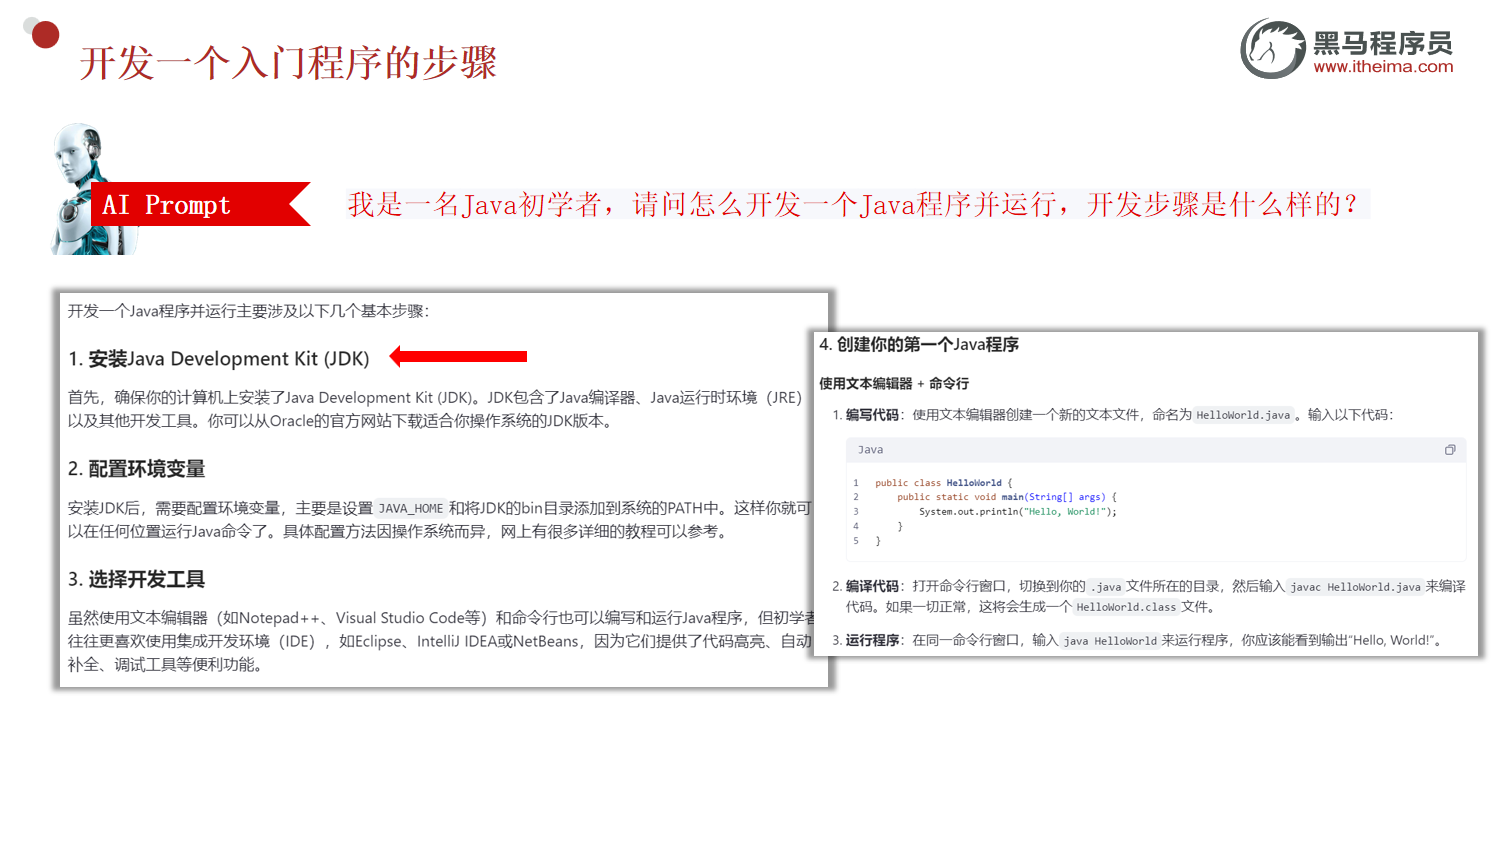 开发一个入门程序的步骤
黑马程序员
www.itheima.com
AI Prompt
我是一名Java初学者，请问怎么开发一个Java程序并运行，开发步骤是什么样的？
开发一个Java程序并运行主要涉及以下几个基本步骤：
1. 安装Java Development Kit (JDK)
首先，确保你的计算机上安装了Java Development Kit (JDK)。JDK包含了Java编译器、Java运行时环境（JRE）
以及其他开发工具。你可以从Oracle的官方网站下载适合你操作系统的JDK版本。
2. 配置环境变量
安装JDK后，需要配置环境变量，主要是设置 JAVA_HOME 和将JDK的bin目录添加到系统的PATH中。这样你就可
以在任何位置运行Java命令了。具体配置方法因操作系统而异，网上有很多详细的教程可以参考。
3. 选择开发工具
虽然使用文本编辑器（如Notepad++、Visual Studio Code等）和命令行也可以编写和运行Java程序，但初学者
往往更喜欢使用集成开发环境（IDE），如Eclipse、IntelliJ IDEA或NetBeans，因为它们提供了代码高亮、自动
补全、调试工具等便利功能。
4. 创建你的第一个Java程序
使用文本编辑器 + 命令行
1. 编写代码：使用文本编辑器创建一个新的文本文件，命名为 HelloWorld.java 。输入以下代码：
Java
1 public class HelloWorld {
2 public static void main(String[] args) {
3 System.out.println("Hello, World!");
4 }
5 }
2. 编译代码：打开命令行窗口，切换到你的 .java 文件所在的目录，然后输入 javac HelloWorld.java 来编译
代码。如果一切正常，这将会生成一个 HelloWorld.class 文件。
3. 运行程序：在同一命令行窗口，输入 java HelloWorld 来运行程序，你应该能看到输出“Hello, World!”。